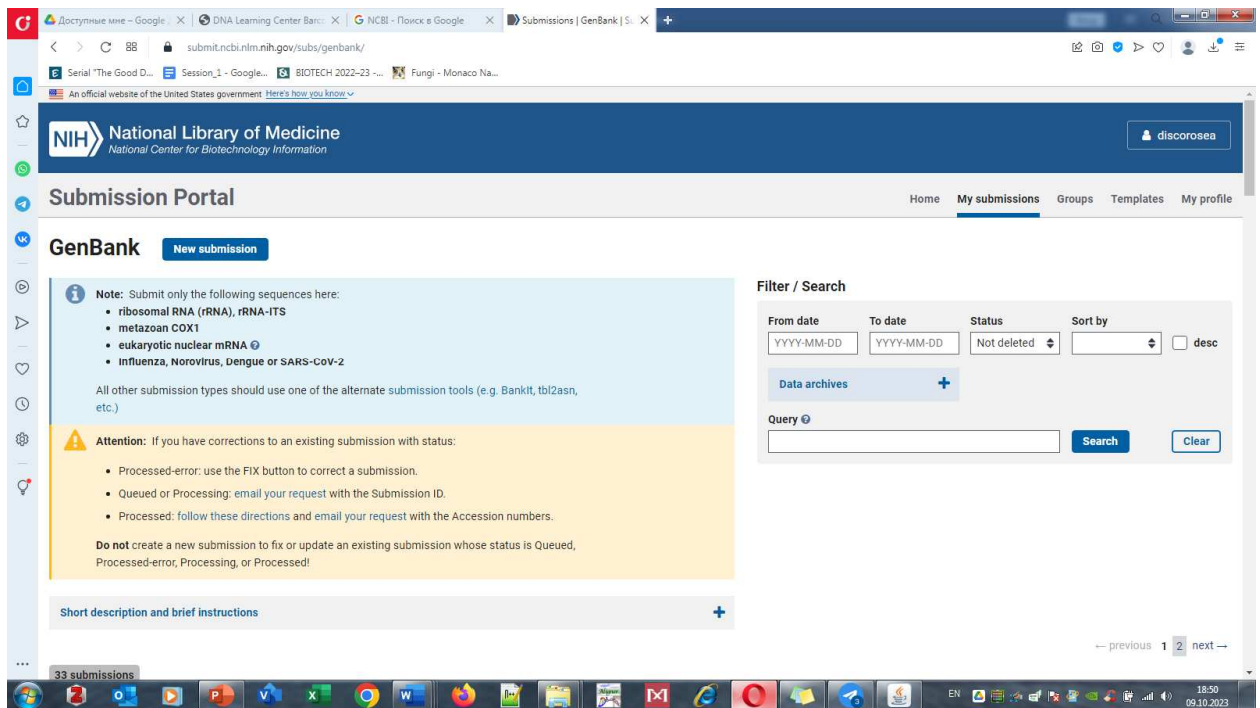 Доступные мне – Google
DNA Learning Center Barc
NCBI - Поиск в Google
Submissions | GenBank | Su
submit.ncbi.nlm.nih.gov/subs/genbank/
Serial "The Good D...
Session_1 - Google...
BIOTECH 2022–23 -...
Fungi - Monaco Na...
An official website of the United States government Here's how you know
NIH
National Library of Medicine
National Center for Biotechnology Information
discorosea
Submission Portal
Home My submissions Groups Templates My profile
GenBank
New submission
Note: Submit only the following sequences here:
• ribosomal RNA (rRNA), rRNA-ITS
• metazoan COX1
• eukaryotic nuclear mRNA
• Influenza, Norovirus, Dengue or SARS-CoV-2
All other submission types should use one of the alternate submission tools (e.g. BankIt, tbl2asn,
etc.)
Attention: If you have corrections to an existing submission with status:
• Processed-error: use the FIX button to correct a submission.
• Queued or Processing: email your request with the Submission ID.
• Processed: follow these directions and email your request with the Accession numbers.
Do not create a new submission to fix or update an existing submission whose status is Queued,
Processed-error, Processing, or Processed!
Short description and brief instructions
33 submissions
Filter / Search
From date To date Status Sort by
YYYY-MM-DD YYYY-MM-DD Not deleted desc
Data archives
Query
Search Clear
← previous 1 2 next →
EN
18:50
09.10.2023